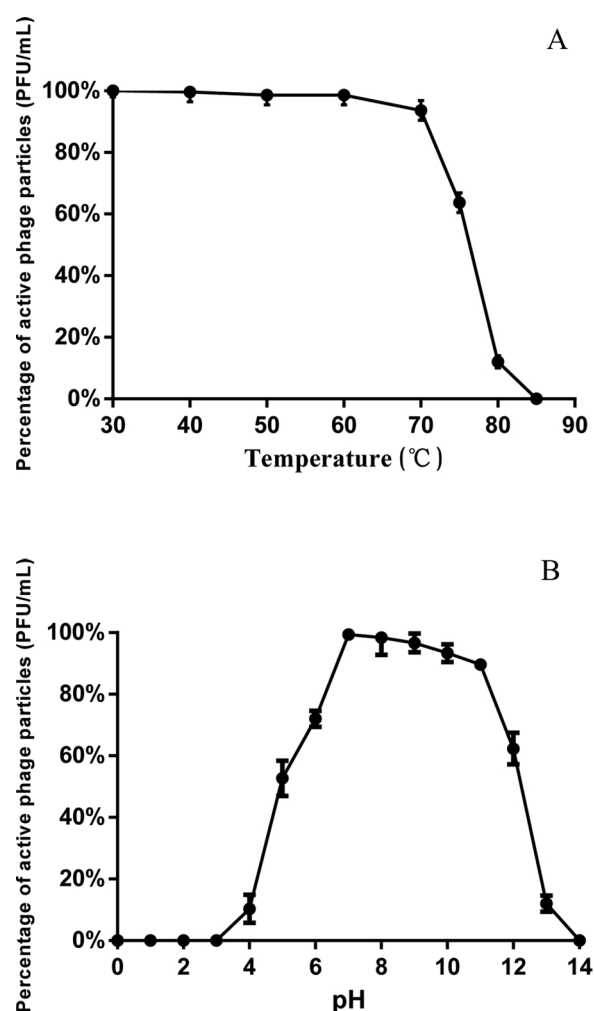 A
Percentage of active phage particles (PFU/mL)
100%
80%
60%
40%
20%
0%
30 40 50 60 70 80 90
Temperature (℃)
B
Percentage of active phage particles (PFU/mL)
100%
80%
60%
40%
20%
0%
0 2 4 6 8 10 12 14
pH